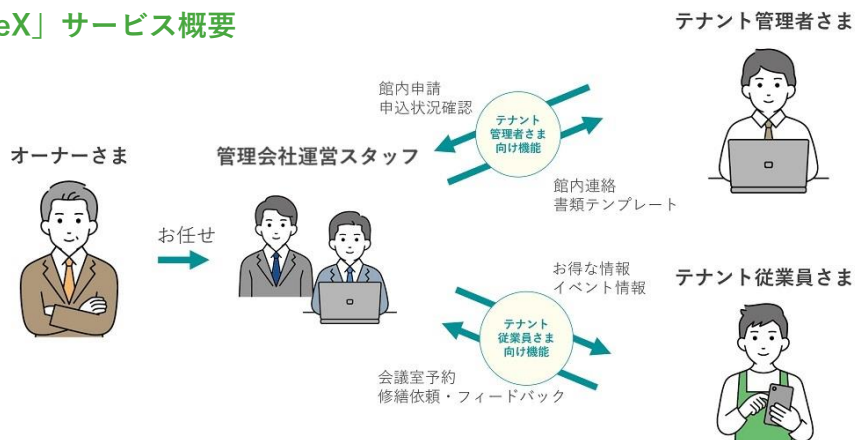 eX」サービス概要
テナント管理者さま
館内申請
申込状況確認
テナント
管理者さま
向け機能
オーナーさま
管理会社運営スタッフ
館内連絡
書類テンプレート
お任せ
お得な情報
イベント情報
テナント従業員さま
テナント
従業員さま
向け機能
会議室予約
修繕依頼・フィードバック